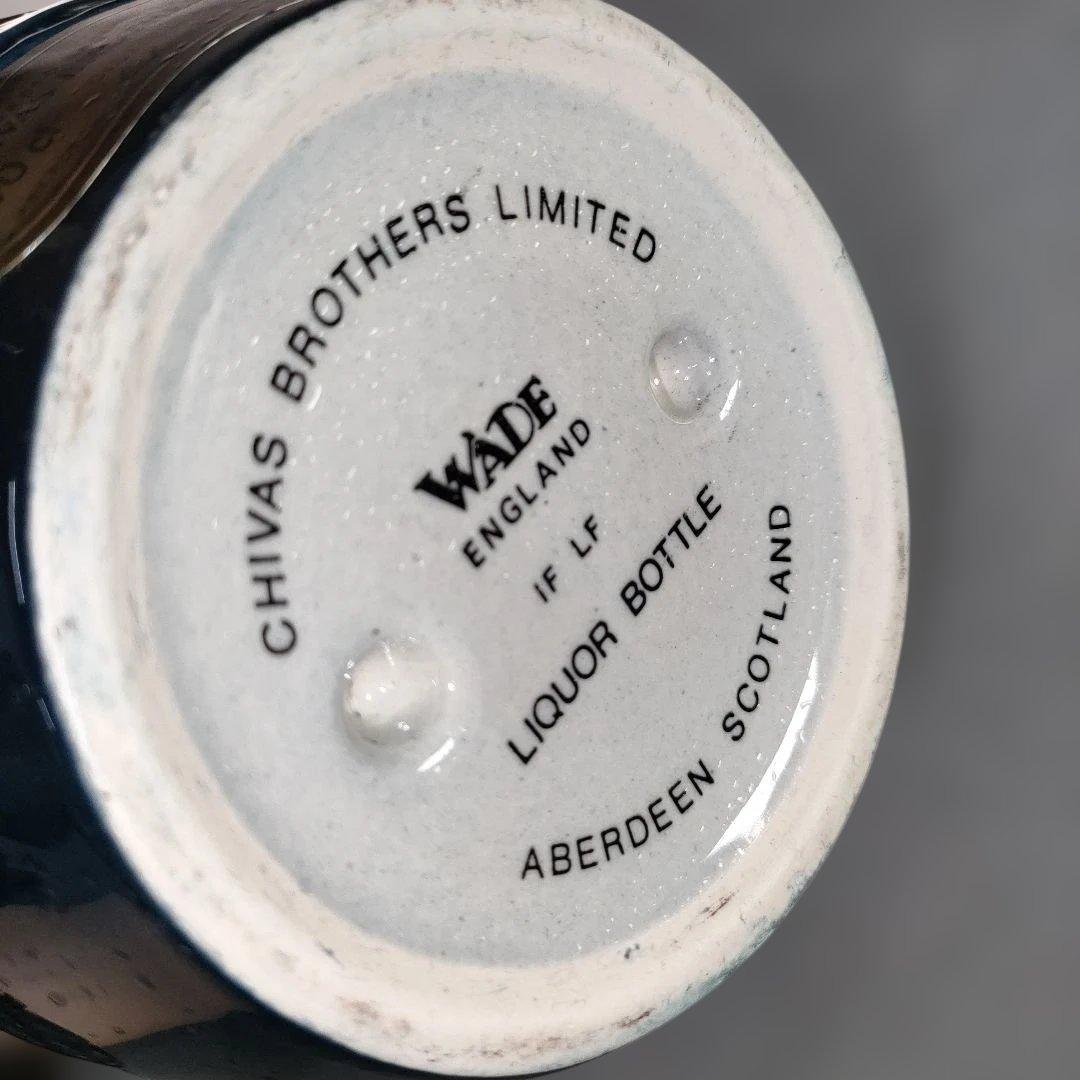 CHIVAS BROTHERS LIMITED
WADE
ENGLAND
IF LF
LIQUOR BOTTLE
ABERDEEN SCOTLAND